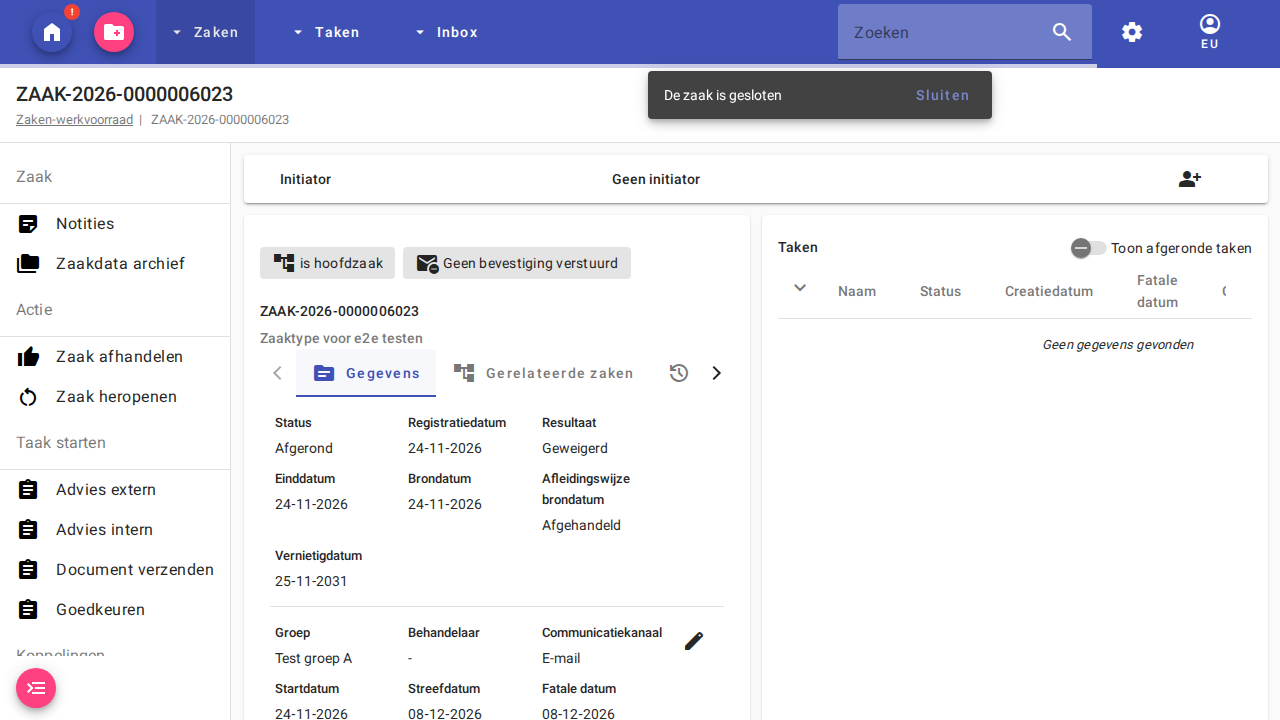 !
Zaken
Taken
Inbox
Zoeken
EU
ZAAK-2026-0000006023
Zaken-werkvoorraad | ZAAK-2026-0000006023
De zaak is gesloten
Sluiten
Zaak
Notities
Zaakdata archief
Actie
Zaak afhandelen
Zaak heropenen
Taak starten
Advies extern
Advies intern
Document verzenden
Goedkeuren
Koppelingen
Initiator
Geen initiator
is hoofdzaak
Geen bevestiging verstuurd
ZAAK-2026-0000006023
Zaaktype voor e2e testen
Gegevens
Gerelateerde zaken
Status
Registratiedatum
Resultaat
Afgerond
24-11-2026
Geweigerd
Einddatum
Brondatum
Afleidingswijze
brondatum
24-11-2026
24-11-2026
Afgehandeld
Vernietigdatum
25-11-2031
Groep
Behandelaar
Communicatiekanaal
Test groep A
-
E-mail
Startdatum
Streefdatum
Fatale datum
24-11-2026
08-12-2026
08-12-2026
Taken
Toon afgeronde taken
Naam
Status
Creatiedatum
Fatale
datum
Geen gegevens gevonden